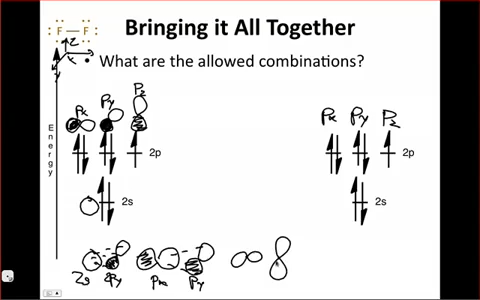 Bringing it All Together
F — F
z
x
y
What are the allowed combinations?
Px Py Pz
Px Py Pz
Energy
2p
2p
2s
2s
2s Py Px Py